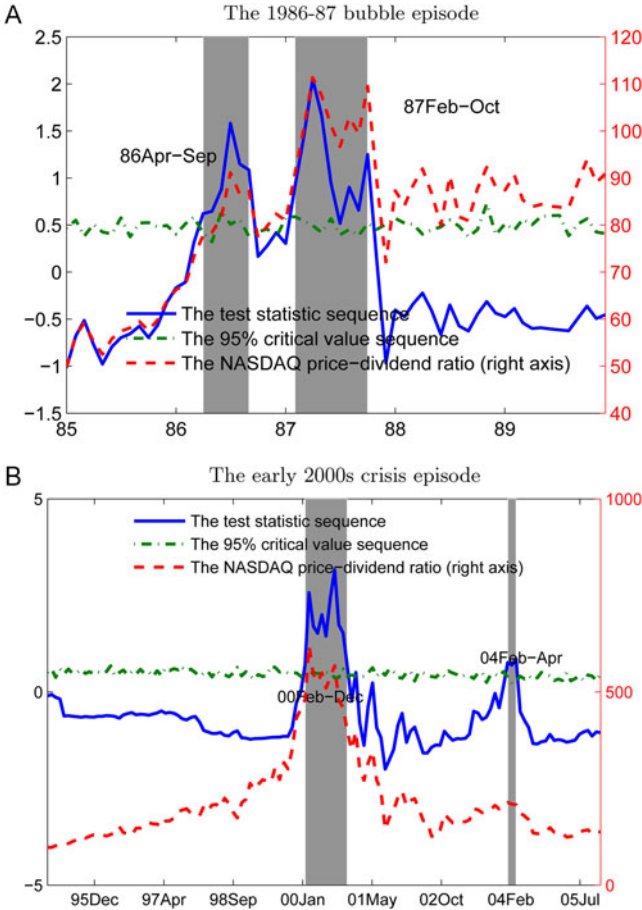 A
The 1986-87 bubble episode
2.5
2
1.5
1
0.5
0
−0.5
−1
−1.5
120
110
100
90
80
70
60
50
40
86Apr−Sep
87Feb−Oct
The test statistic sequence
The 95% critical value sequence
The NASDAQ price−dividend ratio (right axis)
85 86 87 88 89
B
The early 2000s crisis episode
5
0
−5
1000
500
0
The test statistic sequence
The 95% critical value sequence
The NASDAQ price−dividend ratio (right axis)
04Feb−Apr
00Feb−Dec
95Dec 97Apr 98Sep 00Jan 01May 02Oct 04Feb 05Jul